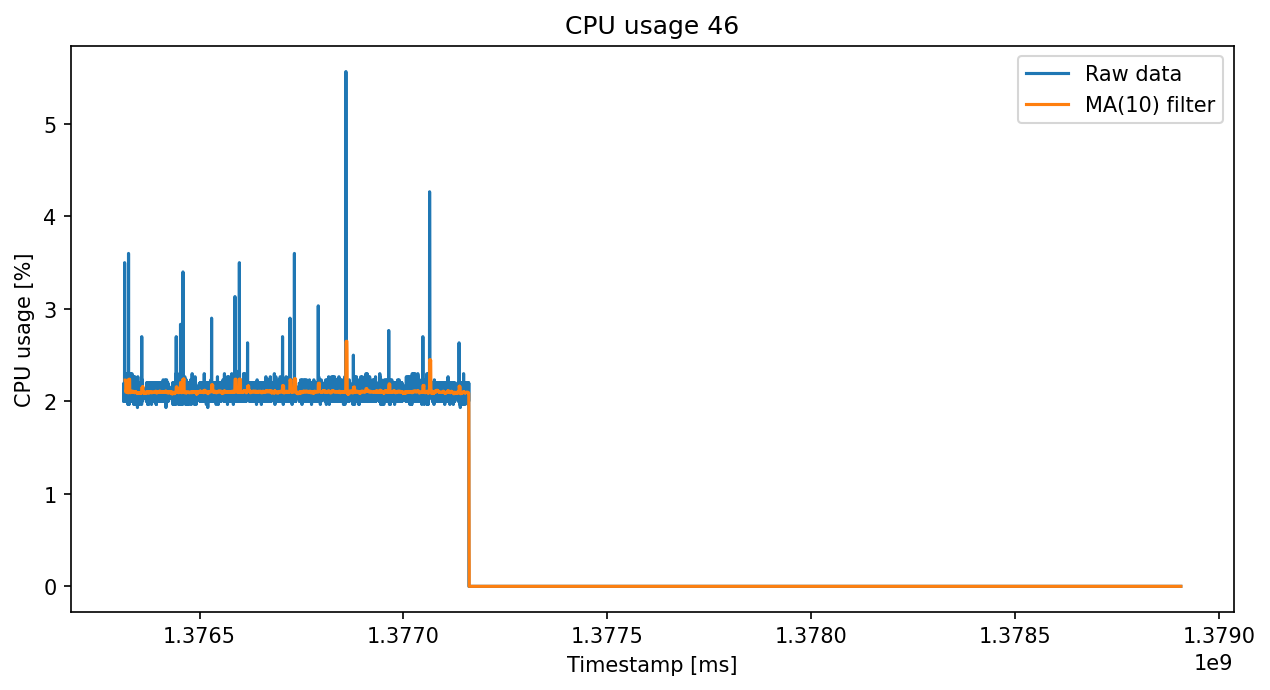 CPU usage 46
Raw data
MA(10) filter
CPU usage [%]
5
4
3
2
1
0
1.3765 1.3770 1.3775 1.3780 1.3785 1.3790
1e9
Timestamp [ms]